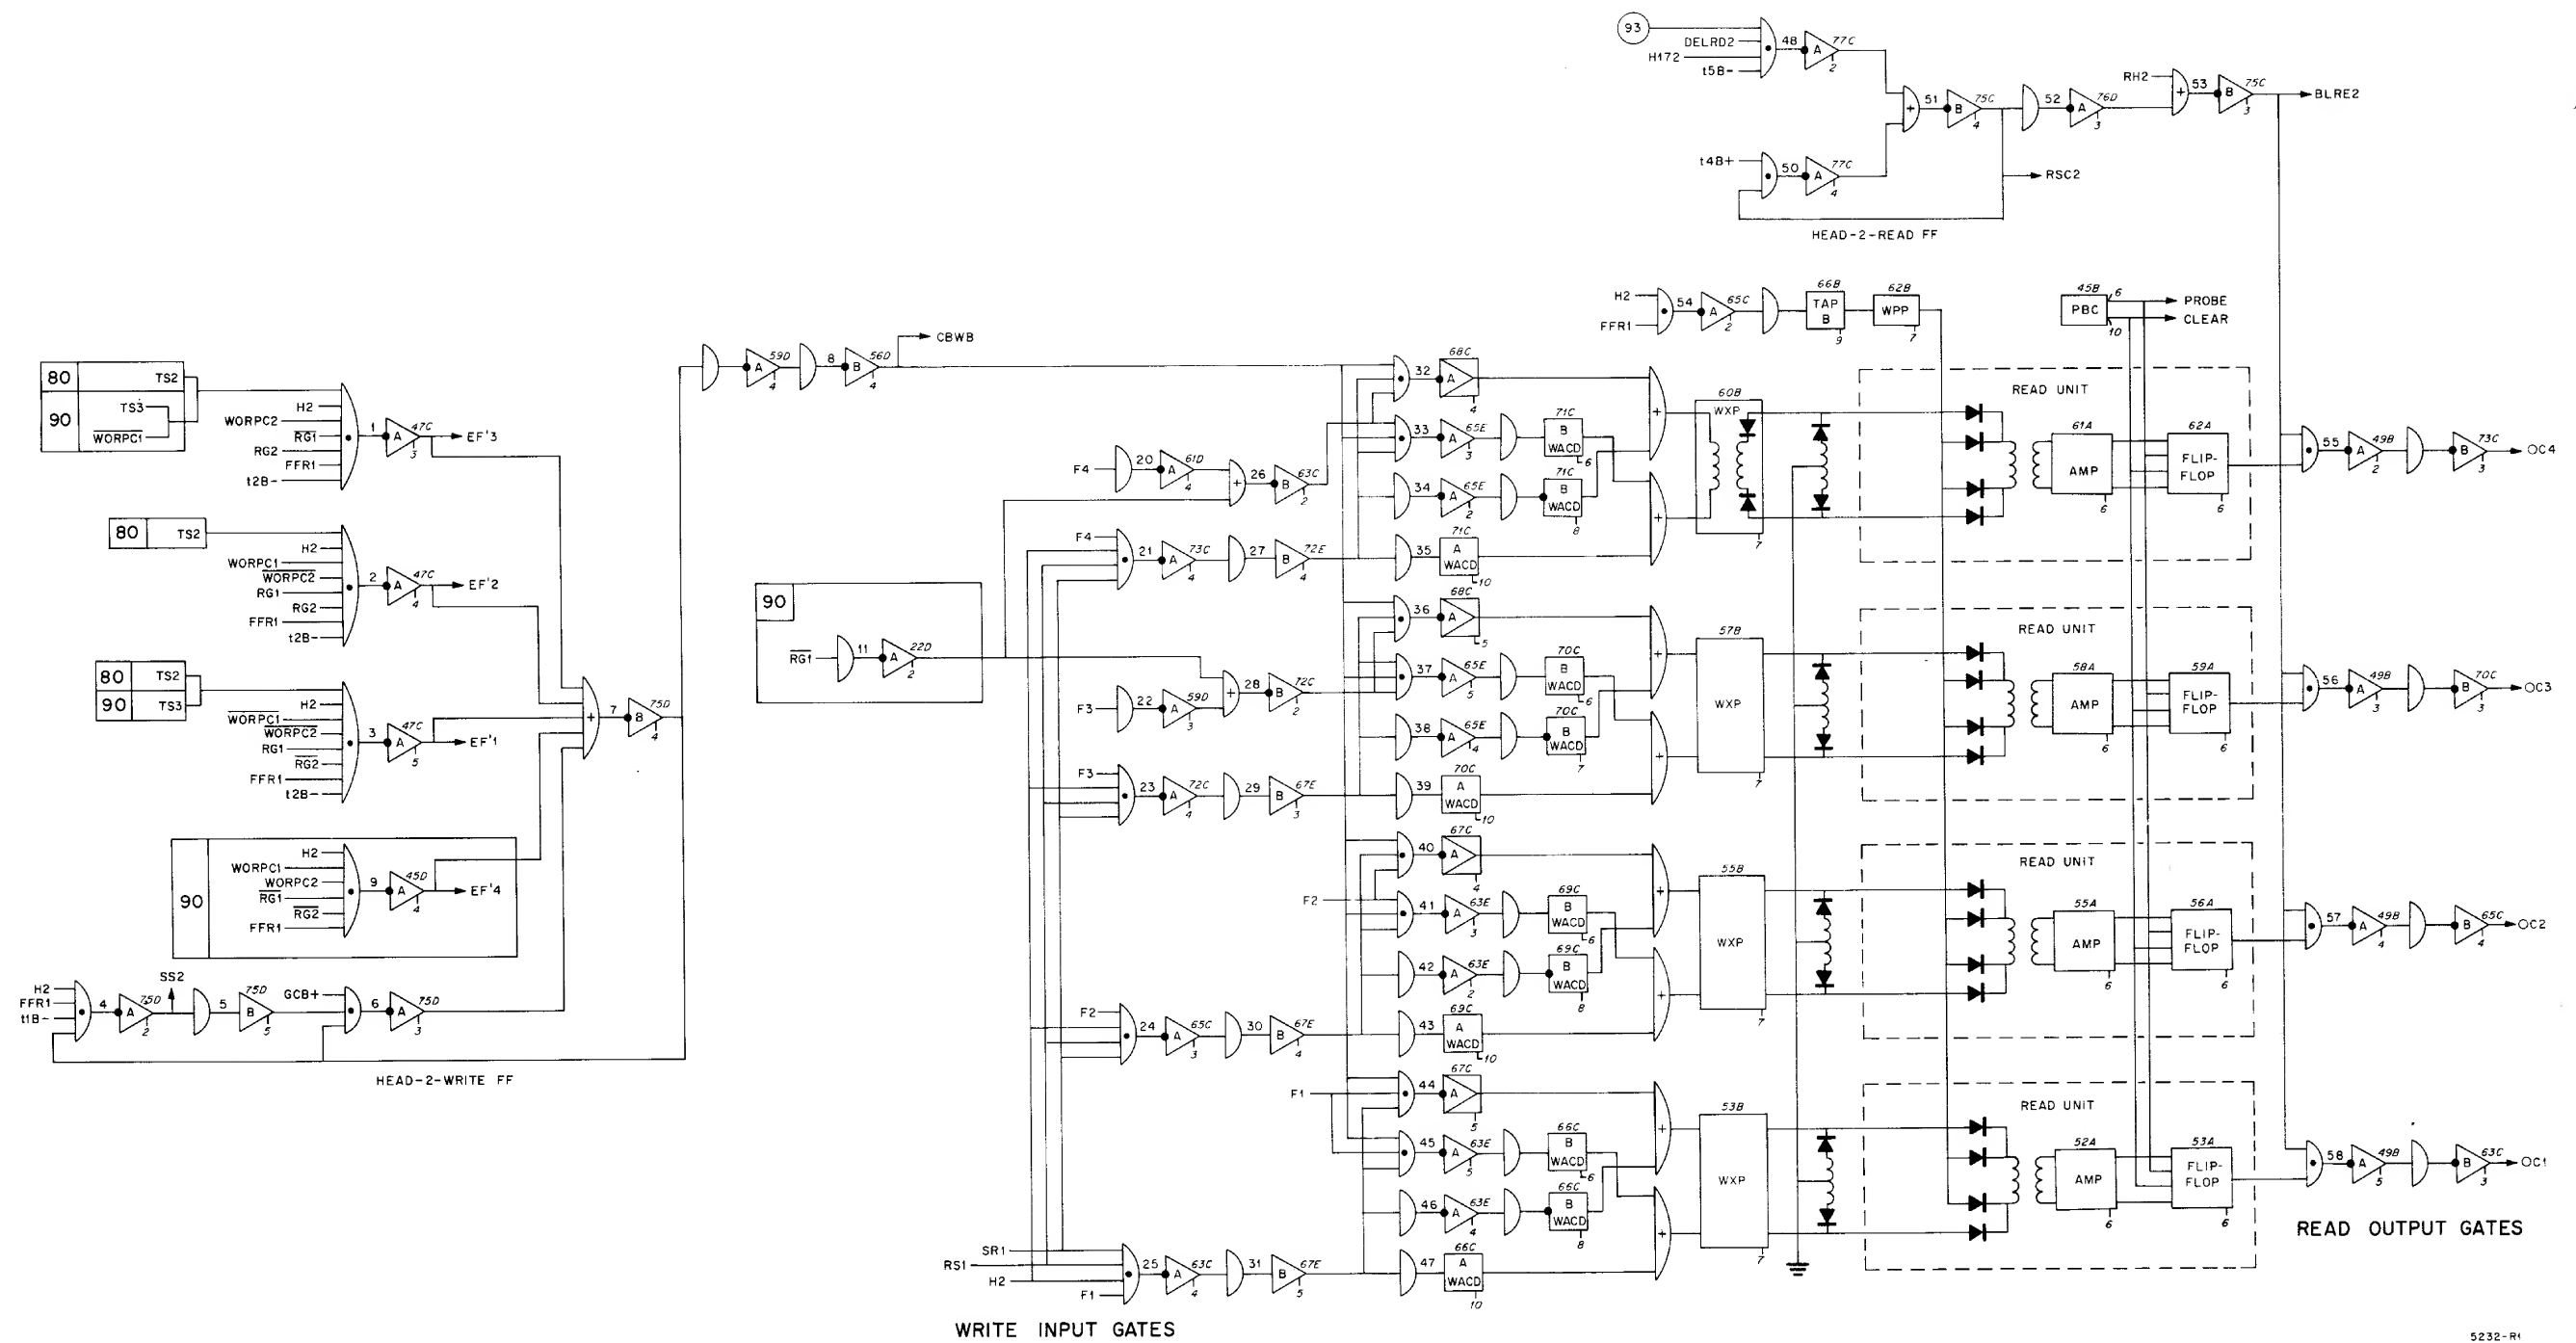 93
DELRD2
H172
t5B-
48 A 77C 2
t4B+
50 A 77C 4
51 B 75C 4
52 A 76D 3
RH2
53 B 75C 3
BLRE2
RSC2
HEAD-2-READ FF
H2
FFR1
54 A 65C 2
66B TAP B 9
62B WPP 7
45B PBC 6 10
PROBE
CLEAR
80 TS2
90 TS3
W̅O̅R̅P̅C̅1̅
H2
WORPC2
R̅G̅1̅
RG2
FFR1
t2B-
1 A 47C 3
EF'3
80 TS2
H2
WORPC1
W̅O̅R̅P̅C̅2̅
RG1
RG2
FFR1
t2B-
2 A 47C 4
EF'2
80 TS2
90 TS3
H2
W̅O̅R̅P̅C̅1̅
W̅O̅R̅P̅C̅2̅
RG1
R̅G̅2̅
FFR1
t2B-
3 A 47C 5
EF'1
90
H2
WORPC1
WORPC2
R̅G̅1̅
R̅G̅2̅
FFR1
9 A 45D 4
EF'4
H2
FFR1
t1B-
4 A 75D 2
SS2
5 B 75D 5
GCB+
6 A 75D 3
+ 7 B 75D 4
HEAD-2-WRITE FF
A 59D 4
8 B 56D 4
CBWB
90
R̅G̅1̅
11 A 22D 2
F4
20 A 61D 4
+ 26 B 63C 2
F4
21 A 73C 4
27 B 72E 4
F3
22 A 59D 3
+ 28 B 72C 2
F3
23 A 72C 4
29 B 67E 3
F2
24 A 65C 3
30 B 67E 4
SR1
RS1
H2
F1
25 A 63C 4
31 B 67E 5
32 A 68C 4
33 A 65E 3
71C B WACD 6
34 A 65E 2
71C B WACD 8
35 71C A WACD 10
60B WXP 7
36 A 68C 5
37 A 65E 5
70C B WACD 6
38 A 65E 4
70C B WACD 7
39 70C A WACD 10
57B WXP 7
40 A 67C 4
F2
41 A 63E 3
69C B WACD 6
42 A 63E 2
69C B WACD 8
43 69C A WACD 10
55B WXP 7
44 A 67C 5
F1
45 A 63E 5
66C B WACD 6
46 A 63E 4
66C B WACD 8
47 66C A WACD 10
53B WXP 7
READ UNIT
61A AMP 6
62A FLIP-FLOP 6
55 A 49B 2
B 73C 3
OC4
READ UNIT
58A AMP 6
59A FLIP-FLOP 6
56 A 49B 3
B 70C 3
OC3
READ UNIT
55A AMP 6
56A FLIP-FLOP 6
57 A 49B 4
B 65C 4
OC2
READ UNIT
52A AMP 6
53A FLIP-FLOP 6
58 A 49B 5
B 63C 3
OC1
READ OUTPUT GATES
WRITE INPUT GATES
5232-R1